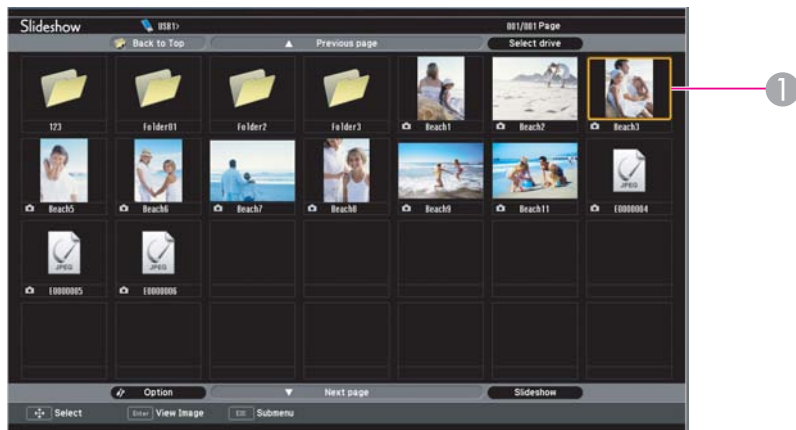 Slideshow USB1> 001/001 Page
Back to Top ▲ Previous page Select drive
123 Folder01 Folder2 Folder3 Beach1 Beach2 Beach3
1
JPEG
Beach5 Beach6 Beach7 Beach8 Beach9 Beach11 E0000004
JPEG JPEG
E0000005 E0000006
Option ▼ Next page Slideshow
Select Enter View Image ESC Submenu